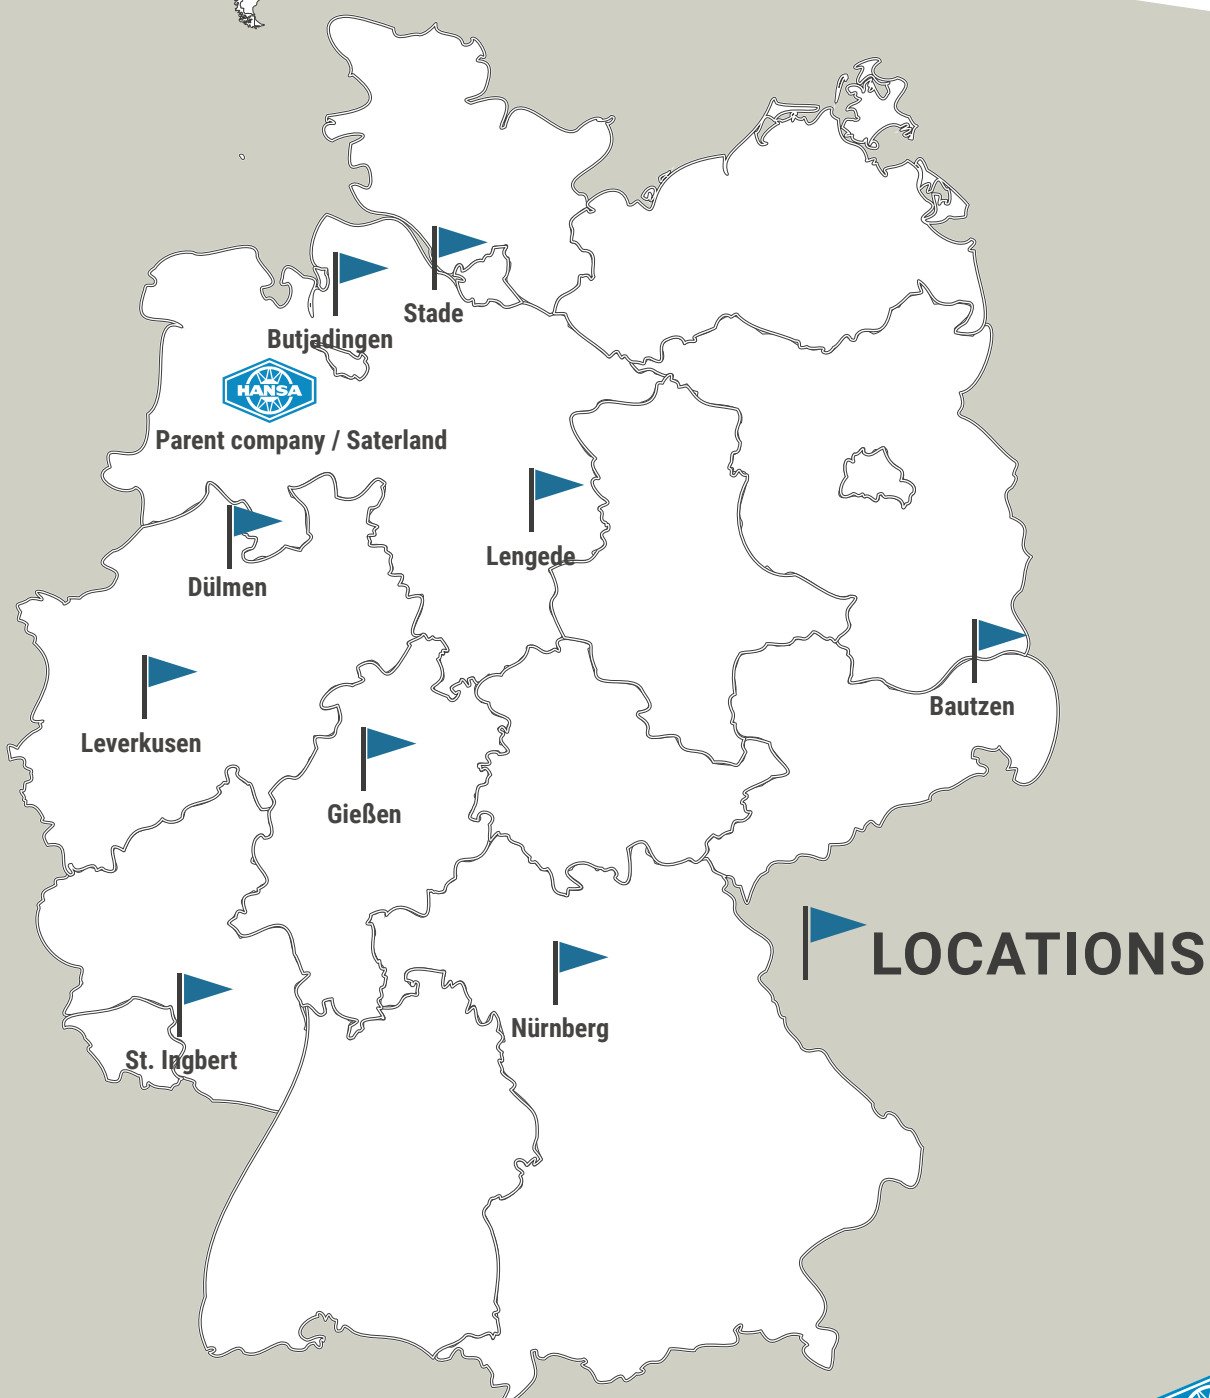 Stade
Butjadingen
HANSA
Parent company / Saterland
Lengede
Dülmen
Bautzen
Leverkusen
Gießen
LOCATIONS
Nürnberg
St. Ingbert